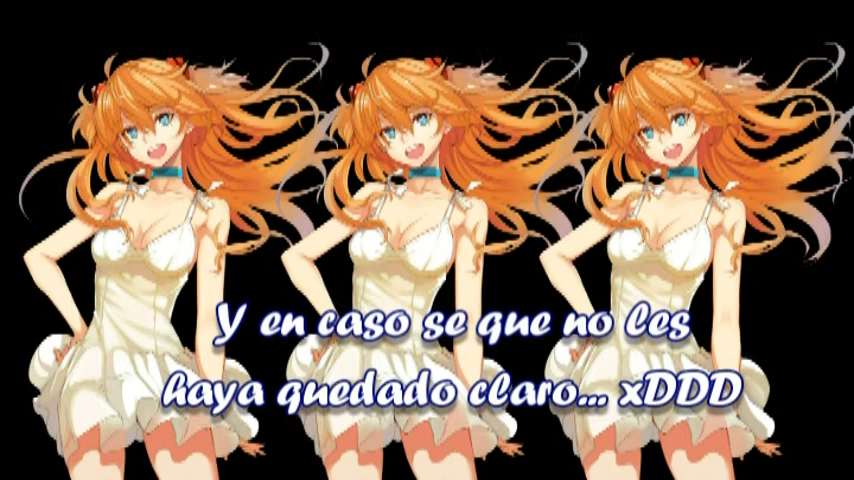 Y en caso se que no les
haya quedado claro... xDDD